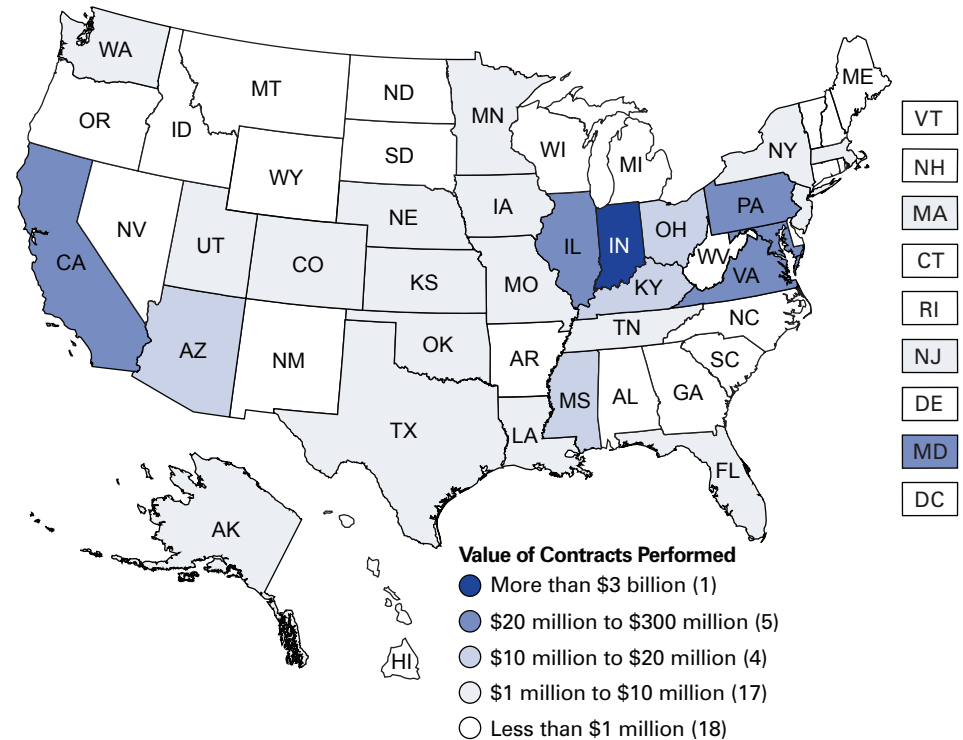 WA
MT
ND
MN
ME
OR
ID
SD
WI
MI
NY
WY
NV
UT
CO
NE
IA
IL
IN
OH
PA
CA
KS
MO
KY
WV
VA
AZ
NM
OK
AR
TN
NC
SC
TX
LA
MS
AL
GA
FL
AK
HI
VT
NH
MA
CT
RI
NJ
DE
MD
DC
Value of Contracts Performed
More than $3 billion (1)
$20 million to $300 million (5)
$10 million to $20 million (4)
$1 million to $10 million (17)
Less than $1 million (18)